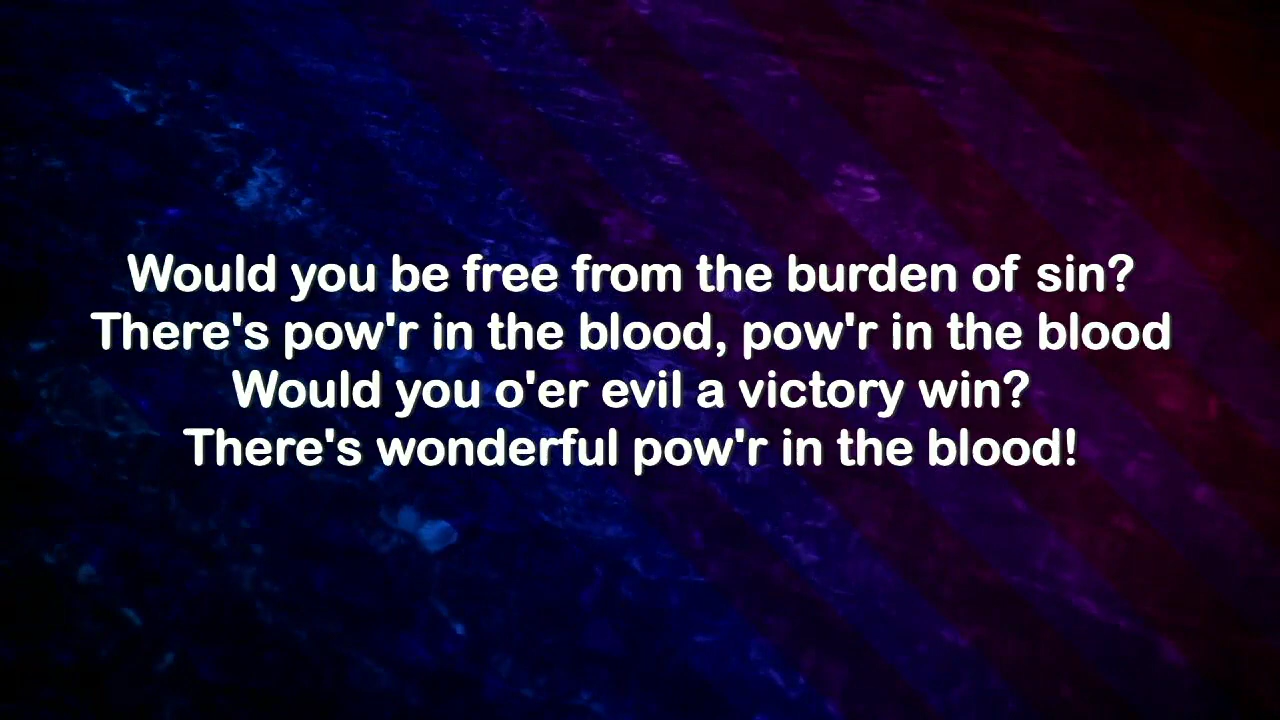 Would you be free from the burden of sin?
There's pow'r in the blood, pow'r in the blood
Would you o'er evil a victory win?
There's wonderful pow'r in the blood!